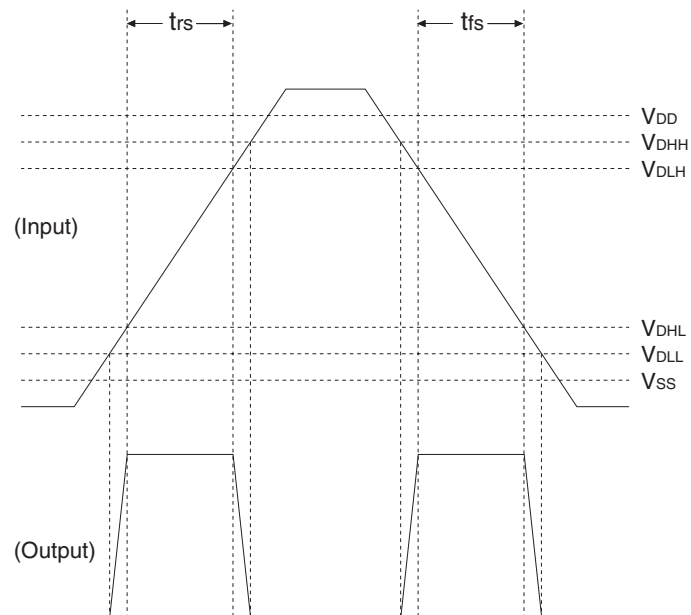 trs
tfs
VDD
VDHH
VDLH
(Input)
VDHL
VDLL
VSS
(Output)